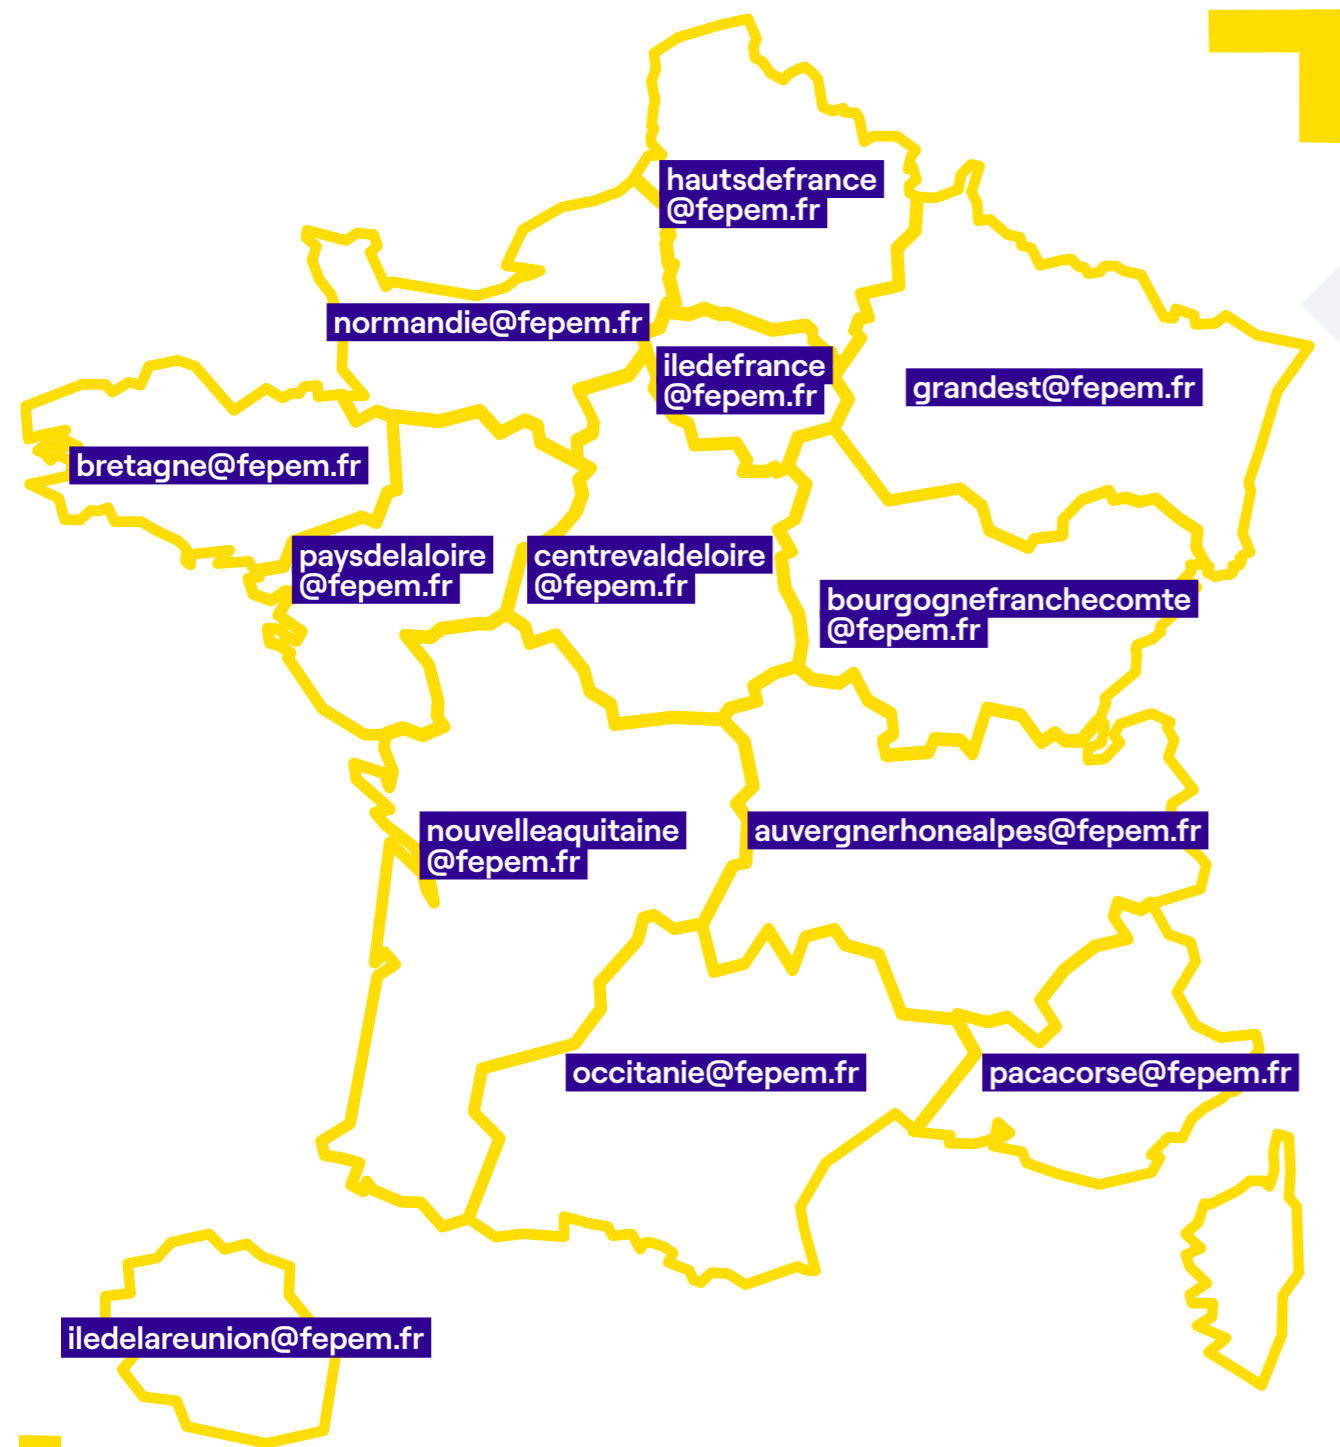 hautsdefrance
@fepem.fr
normandie@fepem.fr
iledefrance
@fepem.fr
grandest@fepem.fr
bretagne@fepem.fr
paysdelaloire
@fepem.fr
centrevaldeloire
@fepem.fr
bourgognefranchecomte
@fepem.fr
nouvelleaquitaine
@fepem.fr
auvergnerhonealpes@fepem.fr
occitanie@fepem.fr
pacacorse@fepem.fr
iledelareunion@fepem.fr